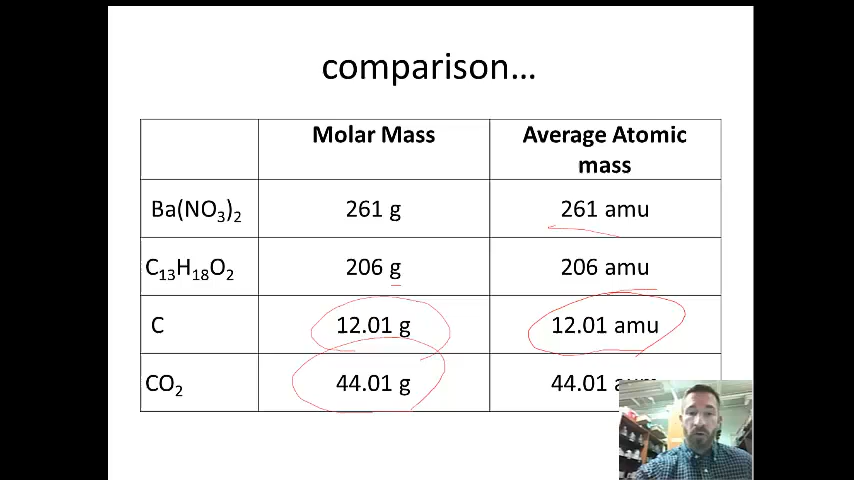 comparison…
Molar Mass
Average Atomic
mass
Ba(NO₃)₂
261 g
261 amu
C₁₃H₁₈O₂
206 g
206 amu
C
12.01 g
12.01 amu
CO₂
44.01 g
44.01